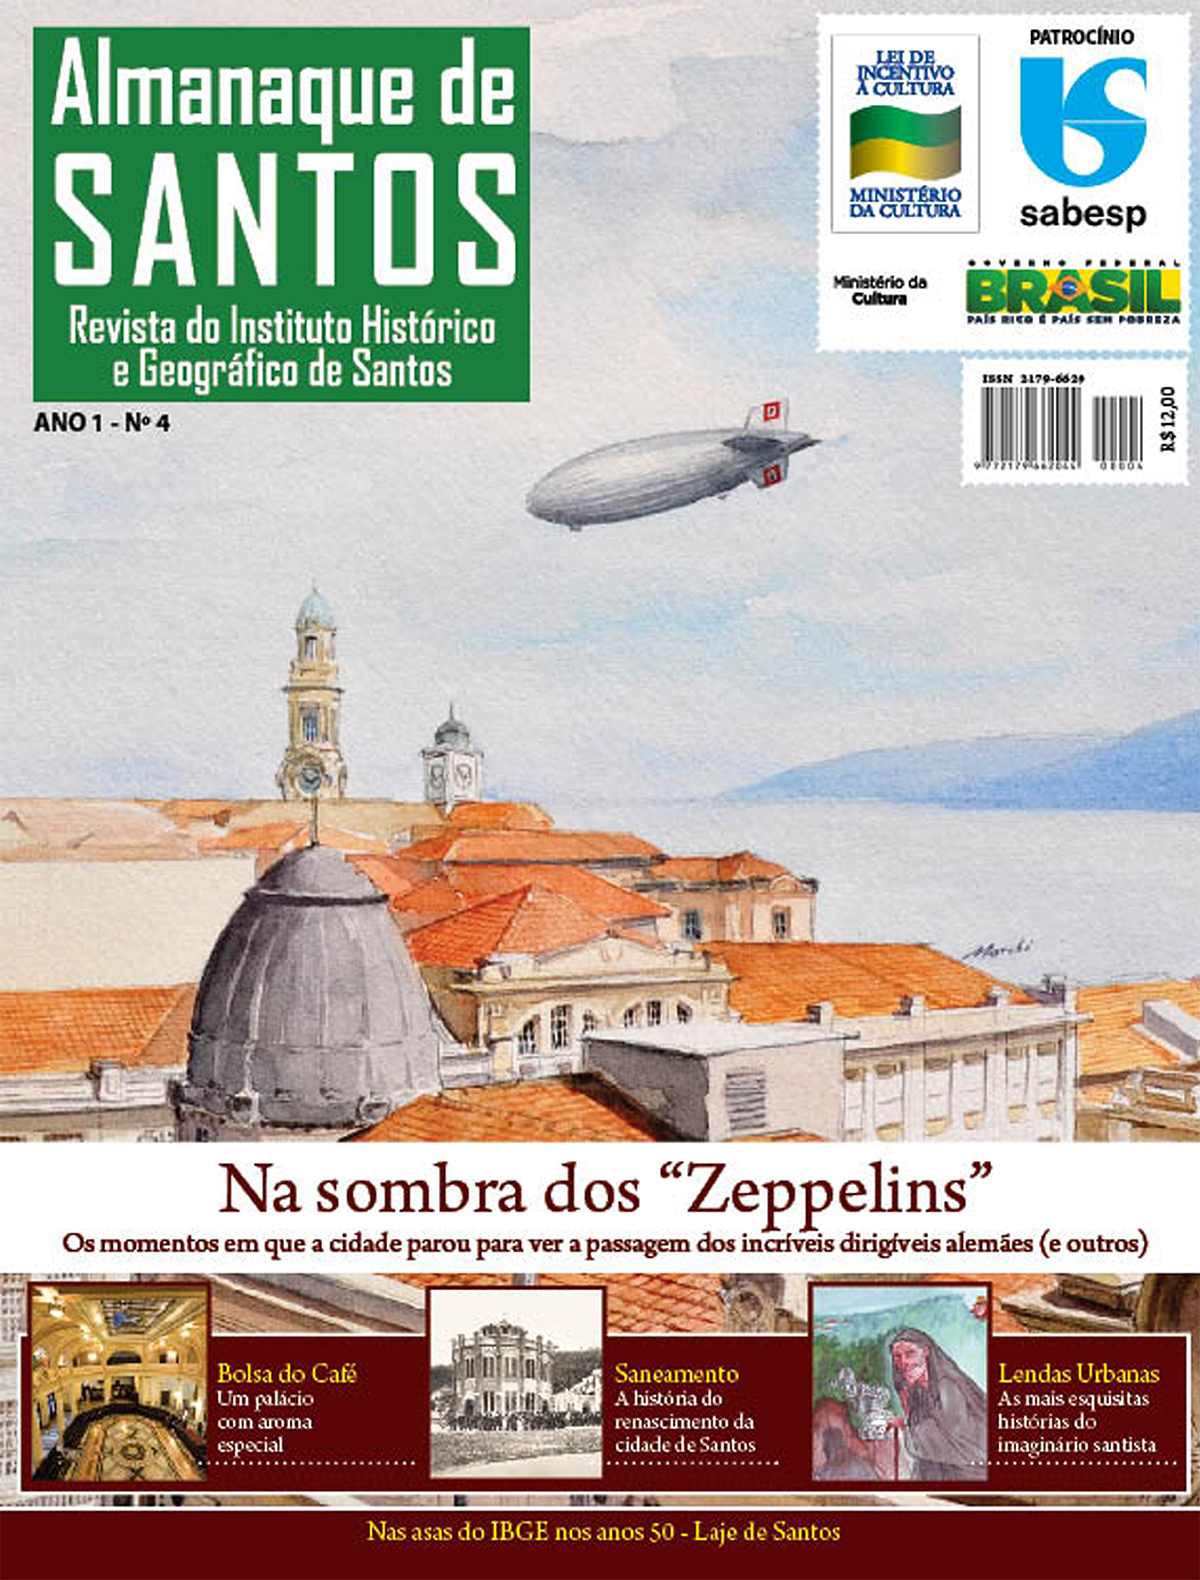 Almanaque de
SANTOS
Revista do Instituto Histórico
e Geográfico de Santos
ANO 1 - Nº 4
PATROCÍNIO
LEI DE
INCENTIVO
À CULTURA
MINISTÉRIO
DA CULTURA
sabesp
Ministério da
Cultura
GOVERNO FEDERAL
BRASIL
PAÍS RICO É PAÍS SEM POBREZA
ISSN 2179-6629
9 772179 662044
00004
R$ 12,00
Marchi
Na sombra dos “Zeppelins”
Os momentos em que a cidade parou para ver a passagem dos incríveis dirigíveis alemães (e outros)
Bolsa do Café
Um palácio
com aroma
especial
Saneamento
A história do
renascimento da
cidade de Santos
Lendas Urbanas
As mais esquisitas
histórias do
imaginário santista
Nas asas do IBGE nos anos 50 - Laje de Santos